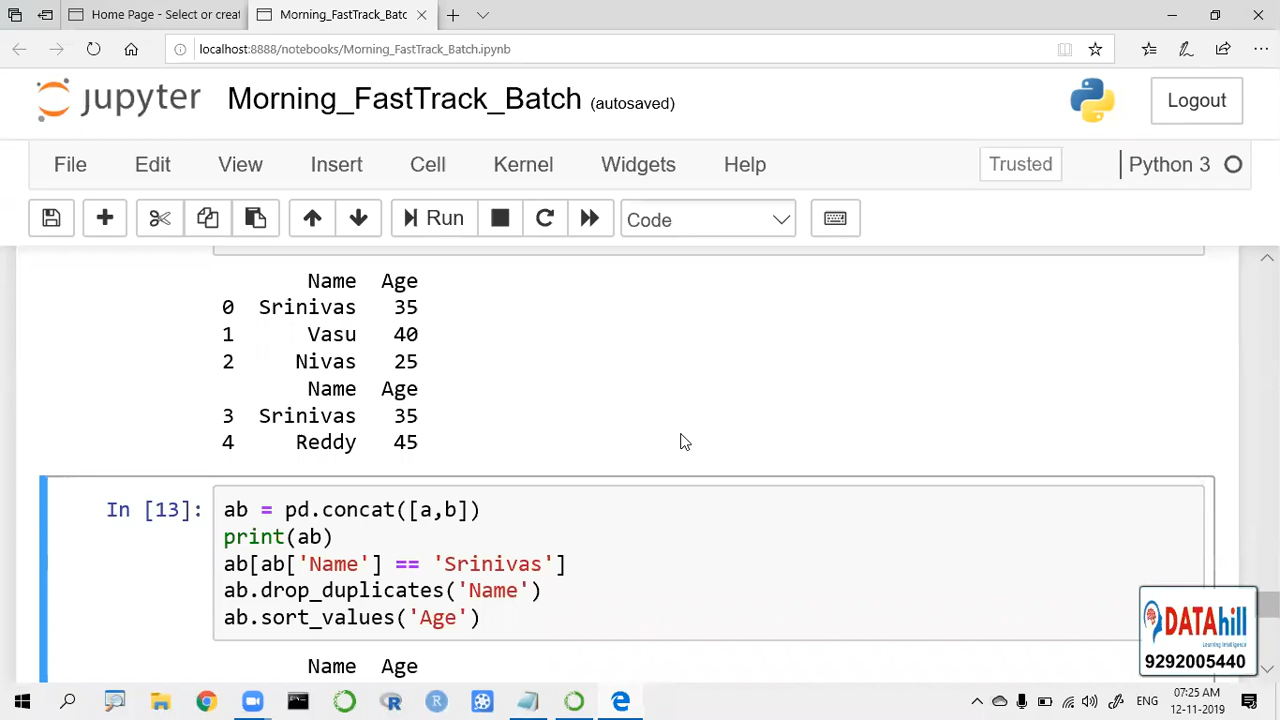 Home Page - Select or creat
Morning_FastTrack_Batc
localhost:8888/notebooks/Morning_FastTrack_Batch.ipynb
jupyter Morning_FastTrack_Batch (autosaved)
Logout
File Edit View Insert Cell Kernel Widgets Help
Trusted
Python 3
Run
Code
Name Age
0 Srinivas 35
1 Vasu 40
2 Nivas 25
Name Age
3 Srinivas 35
4 Reddy 45
In [13]: ab = pd.concat([a,b])
print(ab)
ab[ab['Name'] == 'Srinivas']
ab.drop_duplicates('Name')
ab.sort_values('Age')
Name Age
DATAhill
Learning Intelligence
9292005440
ENG
07:25 AM
12-11-2019